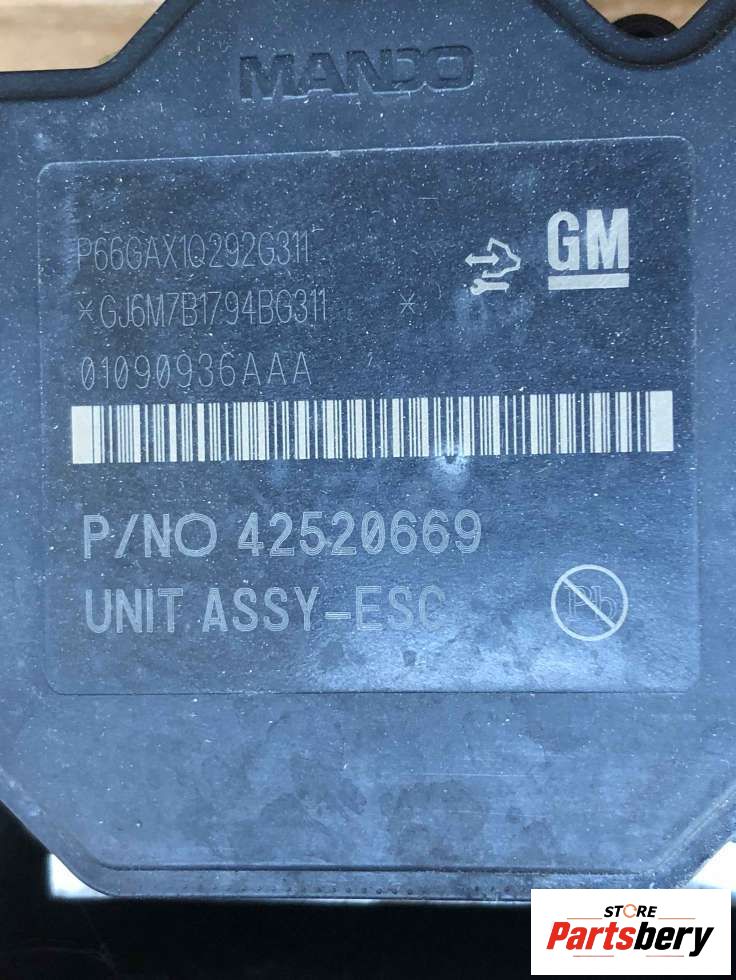 MANDO
P66GAX1Q292G311
GM
*GJ6M7B1794BG311 *
01090936AAA
P/NO 42520669
UNIT ASSY-ESC
Pb
STORE
Partsbery